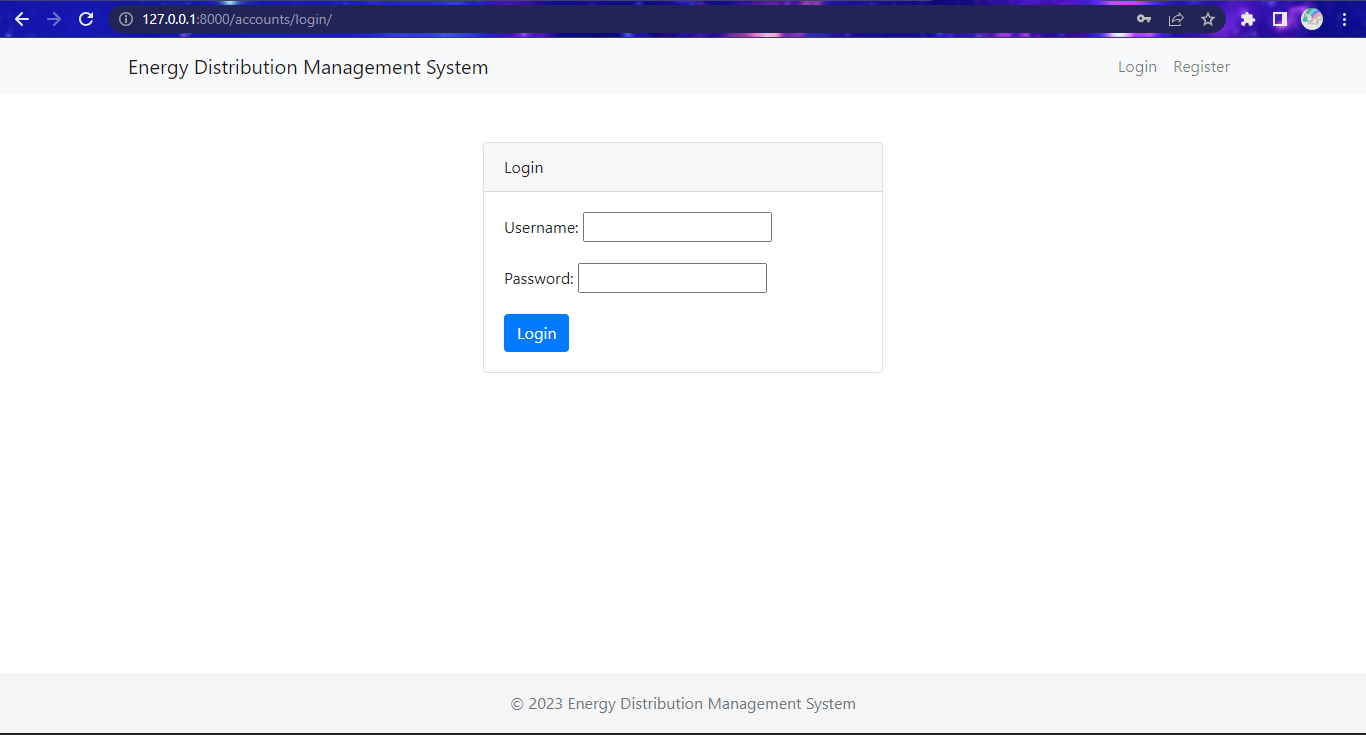 127.0.0.1:8000/accounts/login/
Energy Distribution Management System
Login Register
Login
Username:
Password:
Login
© 2023 Energy Distribution Management System